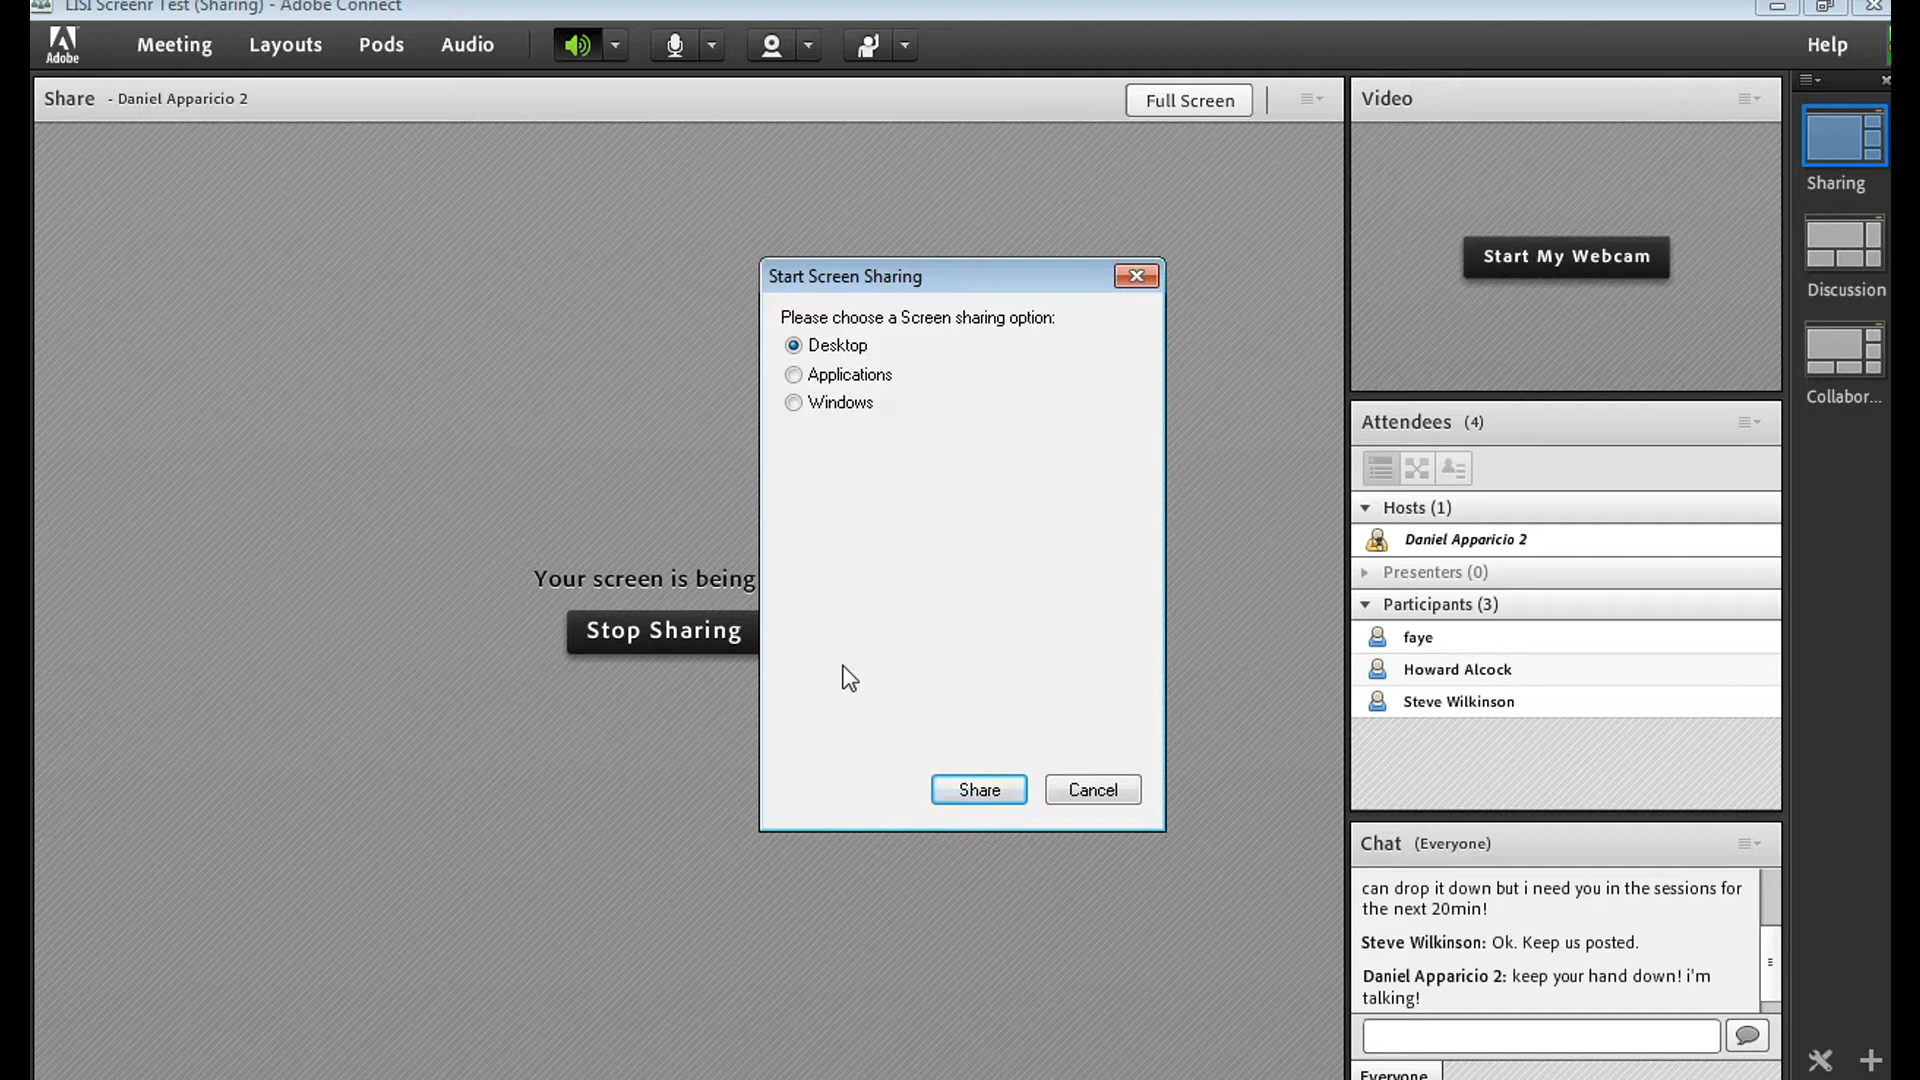 LISI Screenr Test (Sharing) - Adobe Connect
Adobe
Meeting
Layouts
Pods
Audio
Help
Share - Daniel Apparicio 2
Full Screen
Video
Sharing
Start My Webcam
Discussion
Start Screen Sharing
Please choose a Screen sharing option:
Desktop
Applications
Windows
Collabor...
Attendees (4)
Hosts (1)
Daniel Apparicio 2
Presenters (0)
Participants (3)
faye
Howard Alcock
Steve Wilkinson
Your screen is being
Stop Sharing
Share
Cancel
Chat (Everyone)
can drop it down but i need you in the sessions for
the next 20min!
Steve Wilkinson: Ok. Keep us posted.
Daniel Apparicio 2: keep your hand down! i'm
talking!
Everyone